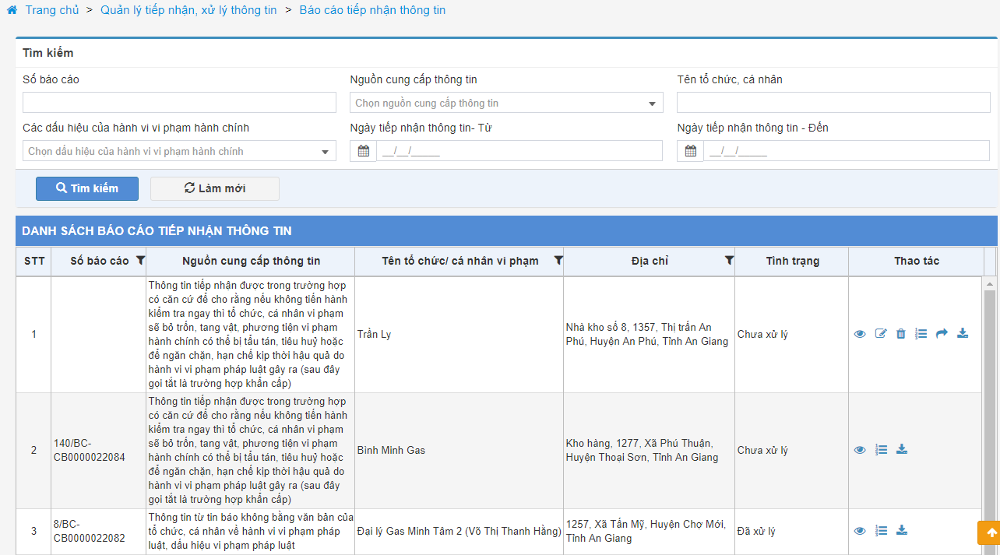 Trang chủ > Quản lý tiếp nhận, xử lý thông tin > Báo cáo tiếp nhận thông tin
Tìm kiếm
Số báo cáo
Nguồn cung cấp thông tin
Tên tổ chức, cá nhân
Chọn nguồn cung cấp thông tin
Các dấu hiệu của hành vi vi phạm hành chính
Ngày tiếp nhận thông tin- Từ
Ngày tiếp nhận thông tin - Đến
Chọn dấu hiệu của hành vi vi phạm hành chính
__/__/_____
__/__/_____
Tìm kiếm
Làm mới
DANH SÁCH BÁO CÁO TIẾP NHẬN THÔNG TIN
STT
Số báo cáo
Nguồn cung cấp thông tin
Tên tổ chức/ cá nhân vi phạm
Địa chỉ
Tình trạng
Thao tác
1
Thông tin tiếp nhận được trong trường hợp
có căn cứ để cho rằng nếu không tiến hành
kiểm tra ngay thì tổ chức, cá nhân vi phạm
sẽ bỏ trốn, tang vật, phương tiện vi phạm
hành chính có thể bị tẩu tán, tiêu huỷ hoặc
để ngăn chặn, hạn chế kịp thời hậu quả do
hành vi vi phạm pháp luật gây ra (sau đây
gọi tắt là trường hợp khẩn cấp)
Trần Ly
Nhà kho số 8, 1357, Thị trấn An
Phú, Huyện An Phú, Tỉnh An Giang
Chưa xử lý
2
140/BC-
CB0000022084
Thông tin tiếp nhận được trong trường hợp
có căn cứ để cho rằng nếu không tiến hành
kiểm tra ngay thì tổ chức, cá nhân vi phạm
sẽ bỏ trốn, tang vật, phương tiện vi phạm
hành chính có thể bị tẩu tán, tiêu huỷ hoặc
để ngăn chặn, hạn chế kịp thời hậu quả do
hành vi vi phạm pháp luật gây ra (sau đây
gọi tắt là trường hợp khẩn cấp)
Bình Minh Gas
Kho hàng, 1277, Xã Phú Thuận,
Huyện Thoại Sơn, Tỉnh An Giang
Chưa xử lý
3
8/BC-
CB0000022082
Thông tin từ tin báo không bằng văn bản của
tổ chức, cá nhân về hành vi vi phạm pháp
luật, dấu hiệu vi phạm pháp luật
Đại lý Gas Minh Tâm 2 (Võ Thị Thanh Hằng)
1257, Xã Tấn Mỹ, Huyện Chợ Mới,
Tỉnh An Giang
Đã xử lý